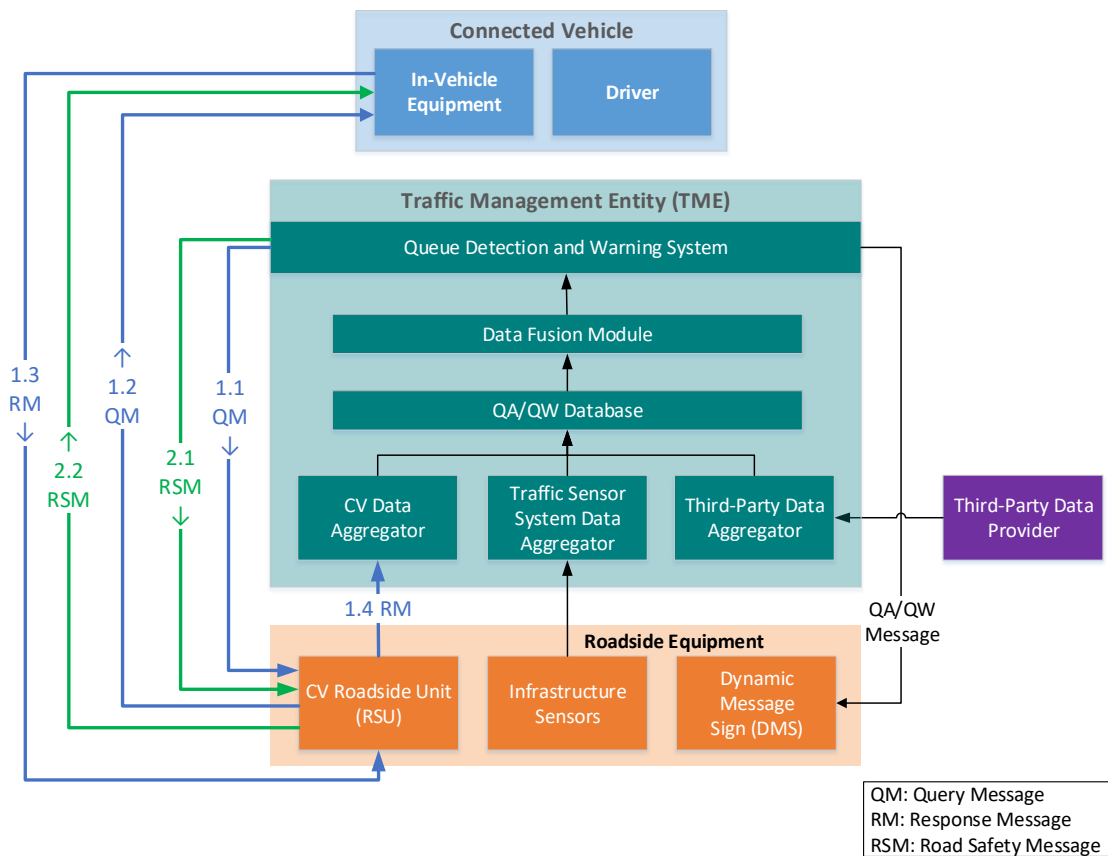 Connected Vehicle
In-Vehicle
Equipment
Driver
Traffic Management Entity (TME)
Queue Detection and Warning System
Data Fusion Module
QA/QW Database
CV Data
Aggregator
Traffic Sensor
System Data
Aggregator
Third-Party Data
Aggregator
Third-Party Data
Provider
1.3
RM
1.2
QM
1.1
QM
2.2
RSM
2.1
RSM
1.4 RM
QA/QW
Message
Roadside Equipment
CV Roadside Unit
(RSU)
Infrastructure
Sensors
Dynamic
Message
Sign (DMS)
QM: Query Message
RM: Response Message
RSM: Road Safety Message